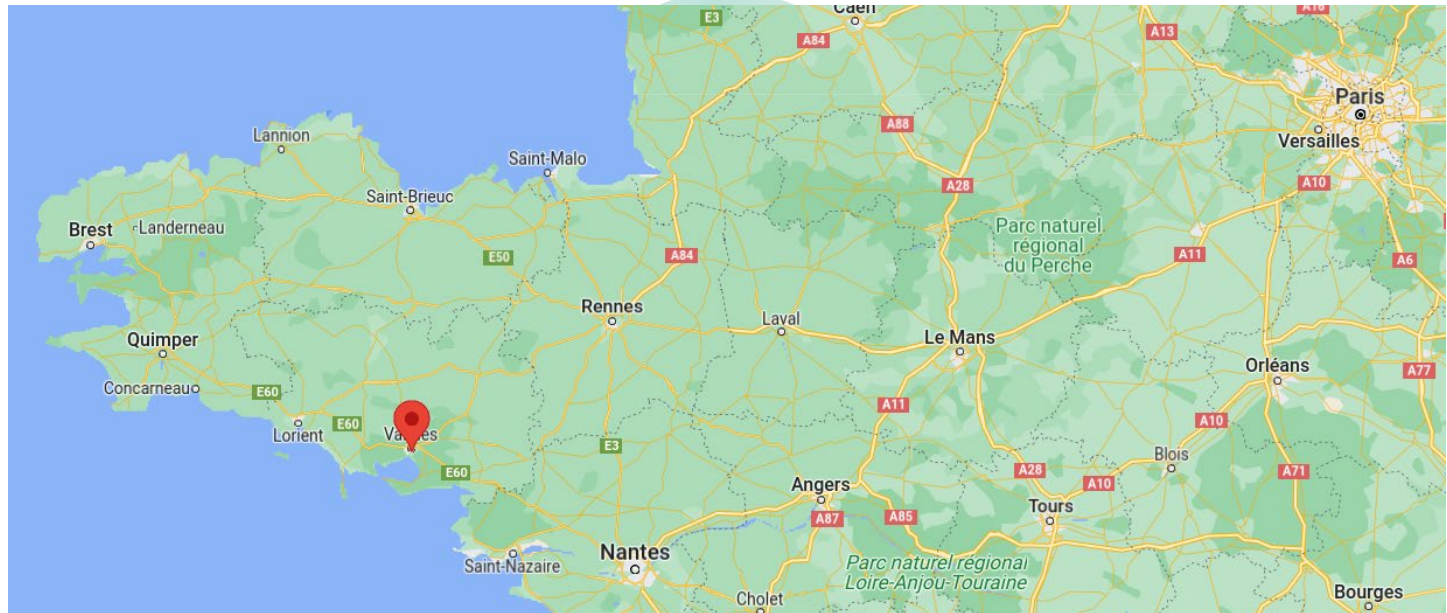 E3
Caen
A84
A13
A16
Paris
Versailles
A88
Lannion
Saint-Malo
A28
A10
Saint-Brieuc
Brest
Landerneau
Parc naturel
régional
du Perche
E50
A84
A11
A6
Rennes
Laval
Quimper
Le Mans
Orléans
A77
Concarneau
E60
A11
A10
Lorient
E60
E3
E60
Blois
A28
A10
A71
Angers
Tours
A87
A85
Nantes
Saint-Nazaire
Parc naturel régional
Loire-Anjou-Touraine
Cholet
Bourges